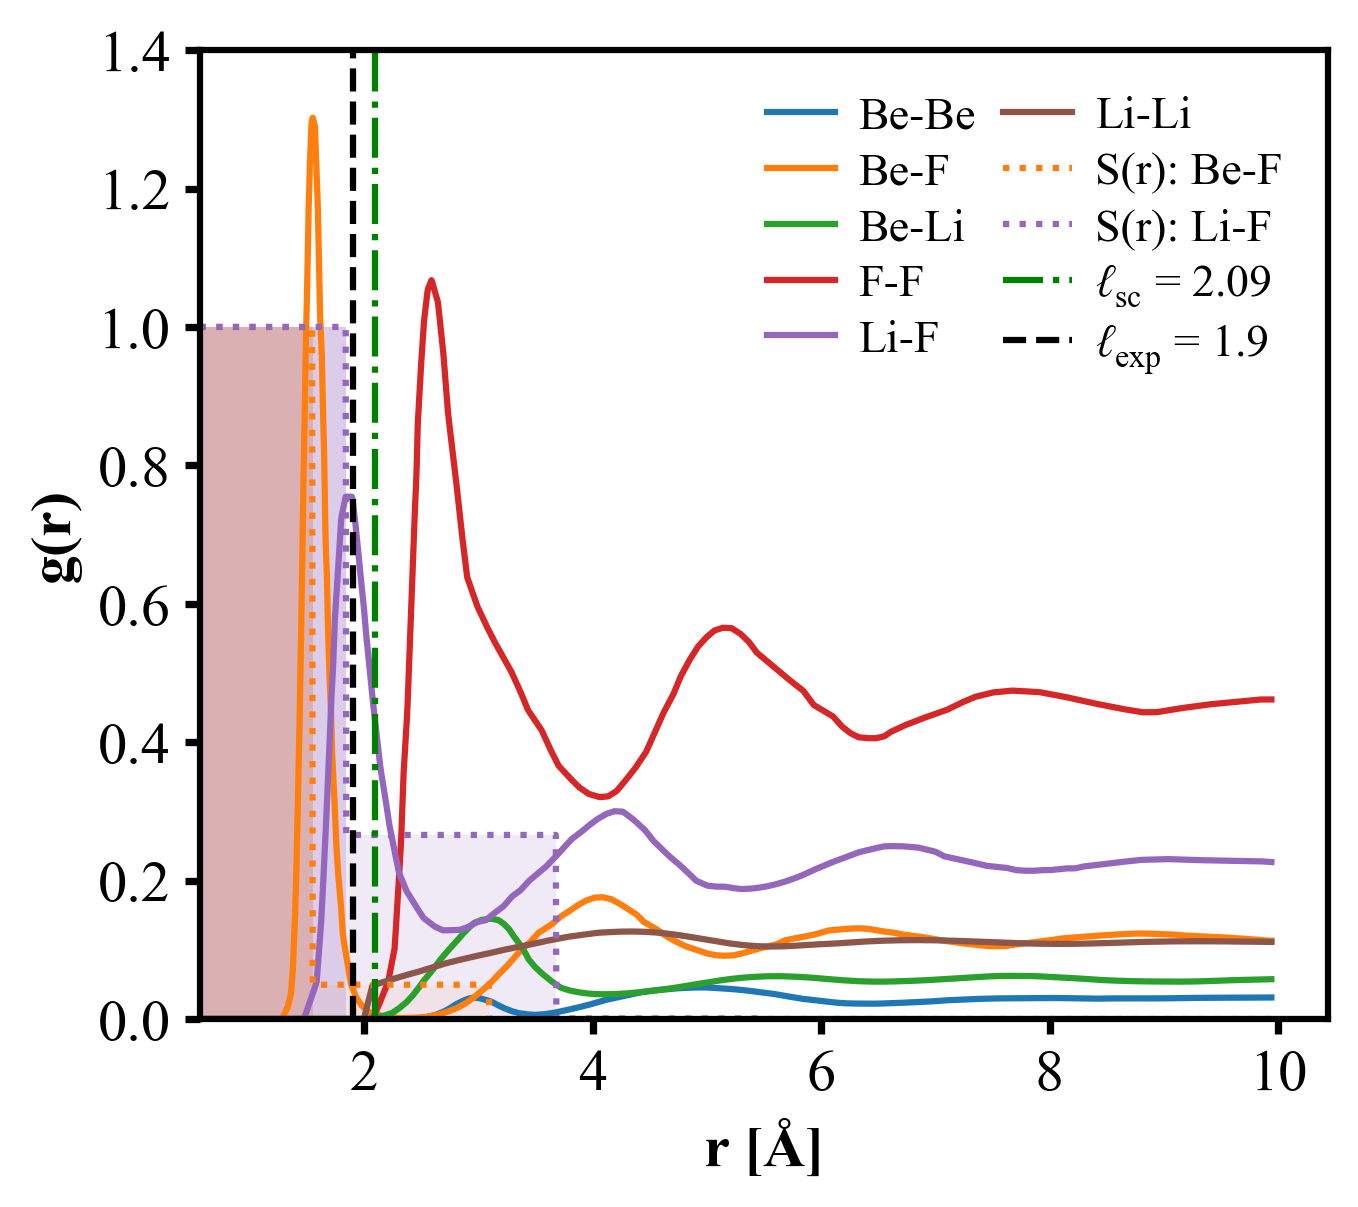 1.4
1.2
1.0
0.8
0.6
0.4
0.2
0.0
g(r)
Be-Be
Be-F
Be-Li
F-F
Li-F
Li-Li
S(r): Be-F
S(r): Li-F
ℓsc = 2.09
ℓexp = 1.9
2 4 6 8 10
r [Å]